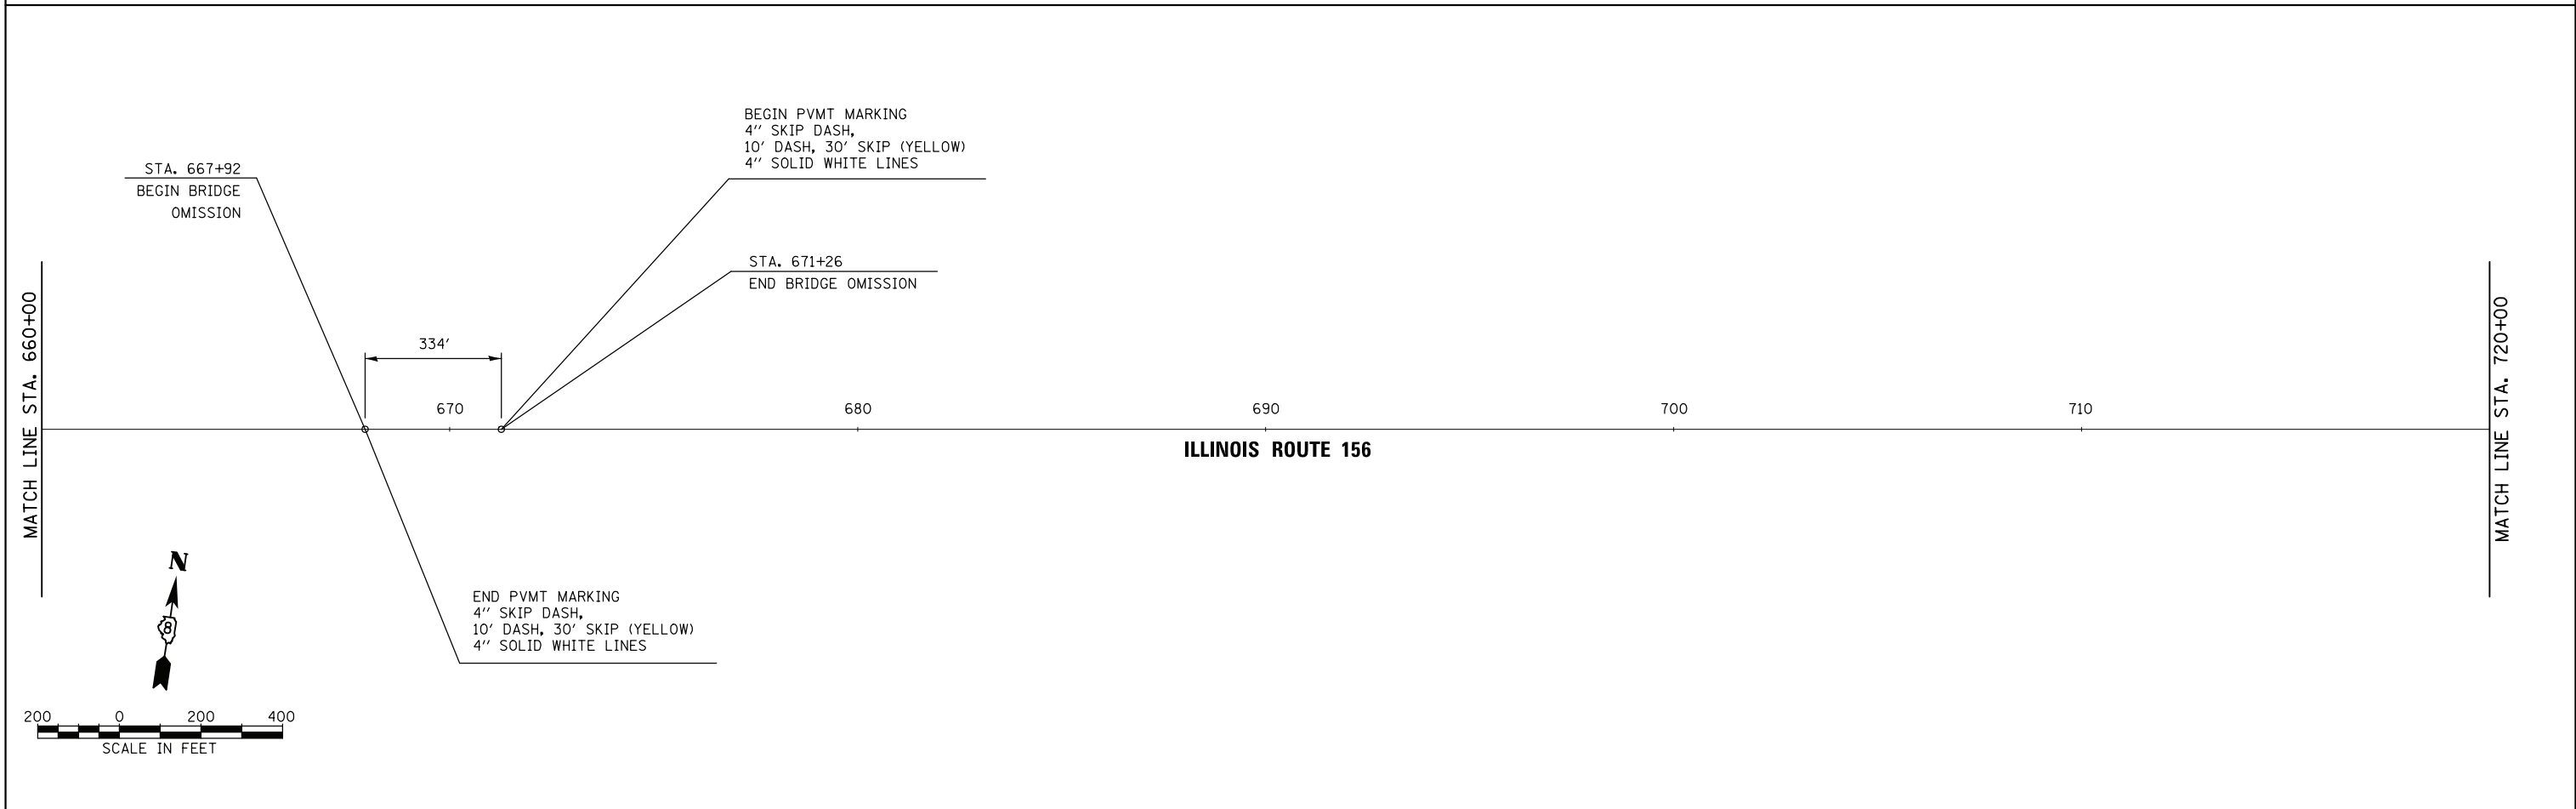 BEGIN PVMT MARKING
4" SKIP DASH,
10' DASH, 30' SKIP (YELLOW)
4" SOLID WHITE LINES
STA. 667+92
BEGIN BRIDGE
OMISSION
STA. 671+26
END BRIDGE OMISSION
334'
670
680
690
700
710
MATCH LINE STA. 660+00
MATCH LINE STA. 720+00
ILLINOIS ROUTE 156
N
8
END PVMT MARKING
4" SKIP DASH,
10' DASH, 30' SKIP (YELLOW)
4" SOLID WHITE LINES
200 0 200 400
SCALE IN FEET